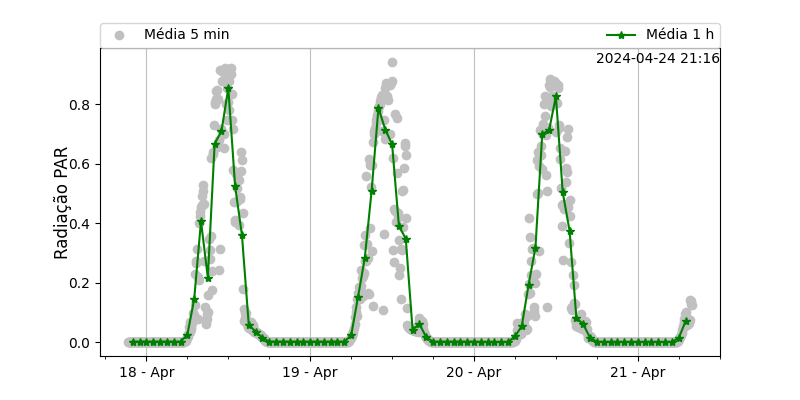 Média 5 min
Média 1 h
2024-04-24 21:16
Radiação PAR
0.8
0.6
0.4
0.2
0.0
18 - Apr
19 - Apr
20 - Apr
21 - Apr